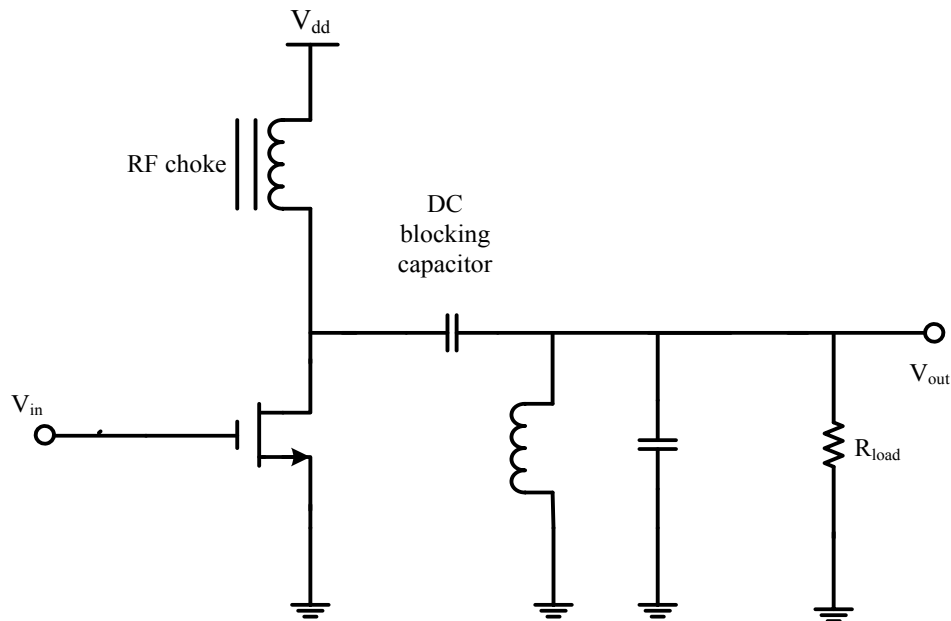 V_dd
RF choke
DC
blocking
capacitor
V_in
V_out
R_load